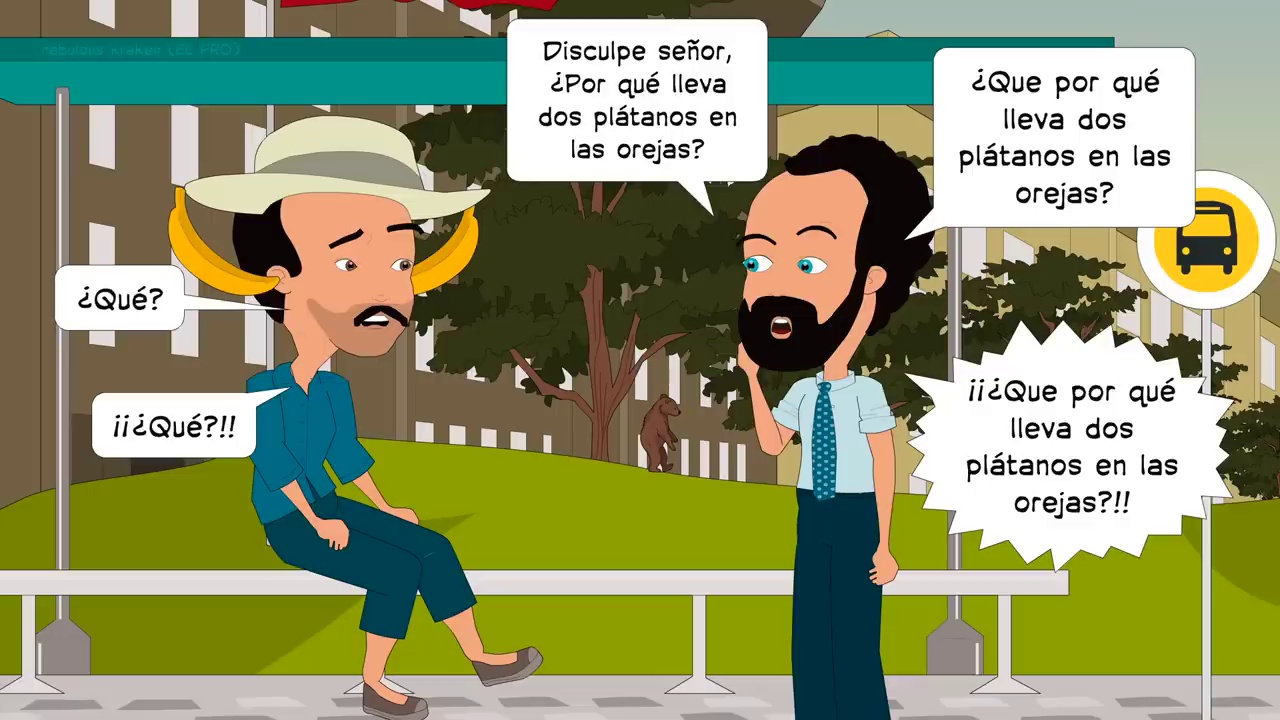 Disculpe señor,
¿Por qué lleva
dos plátanos en
las orejas?
¿Qué?
¿Que por qué
lleva dos
plátanos en las
orejas?
¡¡¿Qué?!!
¡¡¿Que por qué
lleva dos
plátanos en las
orejas?!!